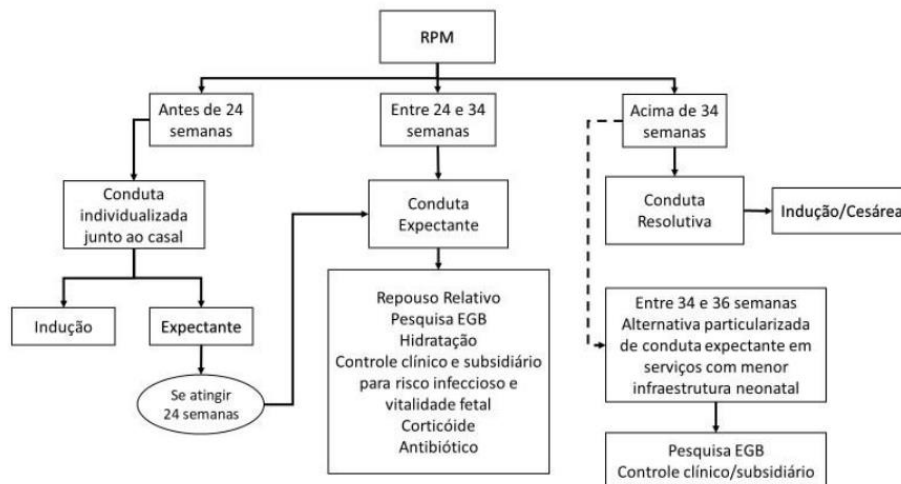 RPM
Antes de 24
semanas
Entre 24 e 34
semanas
Acima de 34
semanas
Conduta
individualizada
junto ao casal
Conduta
Expectante
Conduta
Resolutiva
Indução/Cesárea
Indução
Expectante
Se atingir
24 semanas
Repouso Relativo
Pesquisa EGB
Hidratação
Controle clínico e subsidiário
para risco infeccioso e
vitalidade fetal
Corticóide
Antibiótico
Entre 34 e 36 semanas
Alternativa particularizada
de conduta expectante em
serviços com menor
infraestrutura neonatal
Pesquisa EGB
Controle clínico/subsidiário